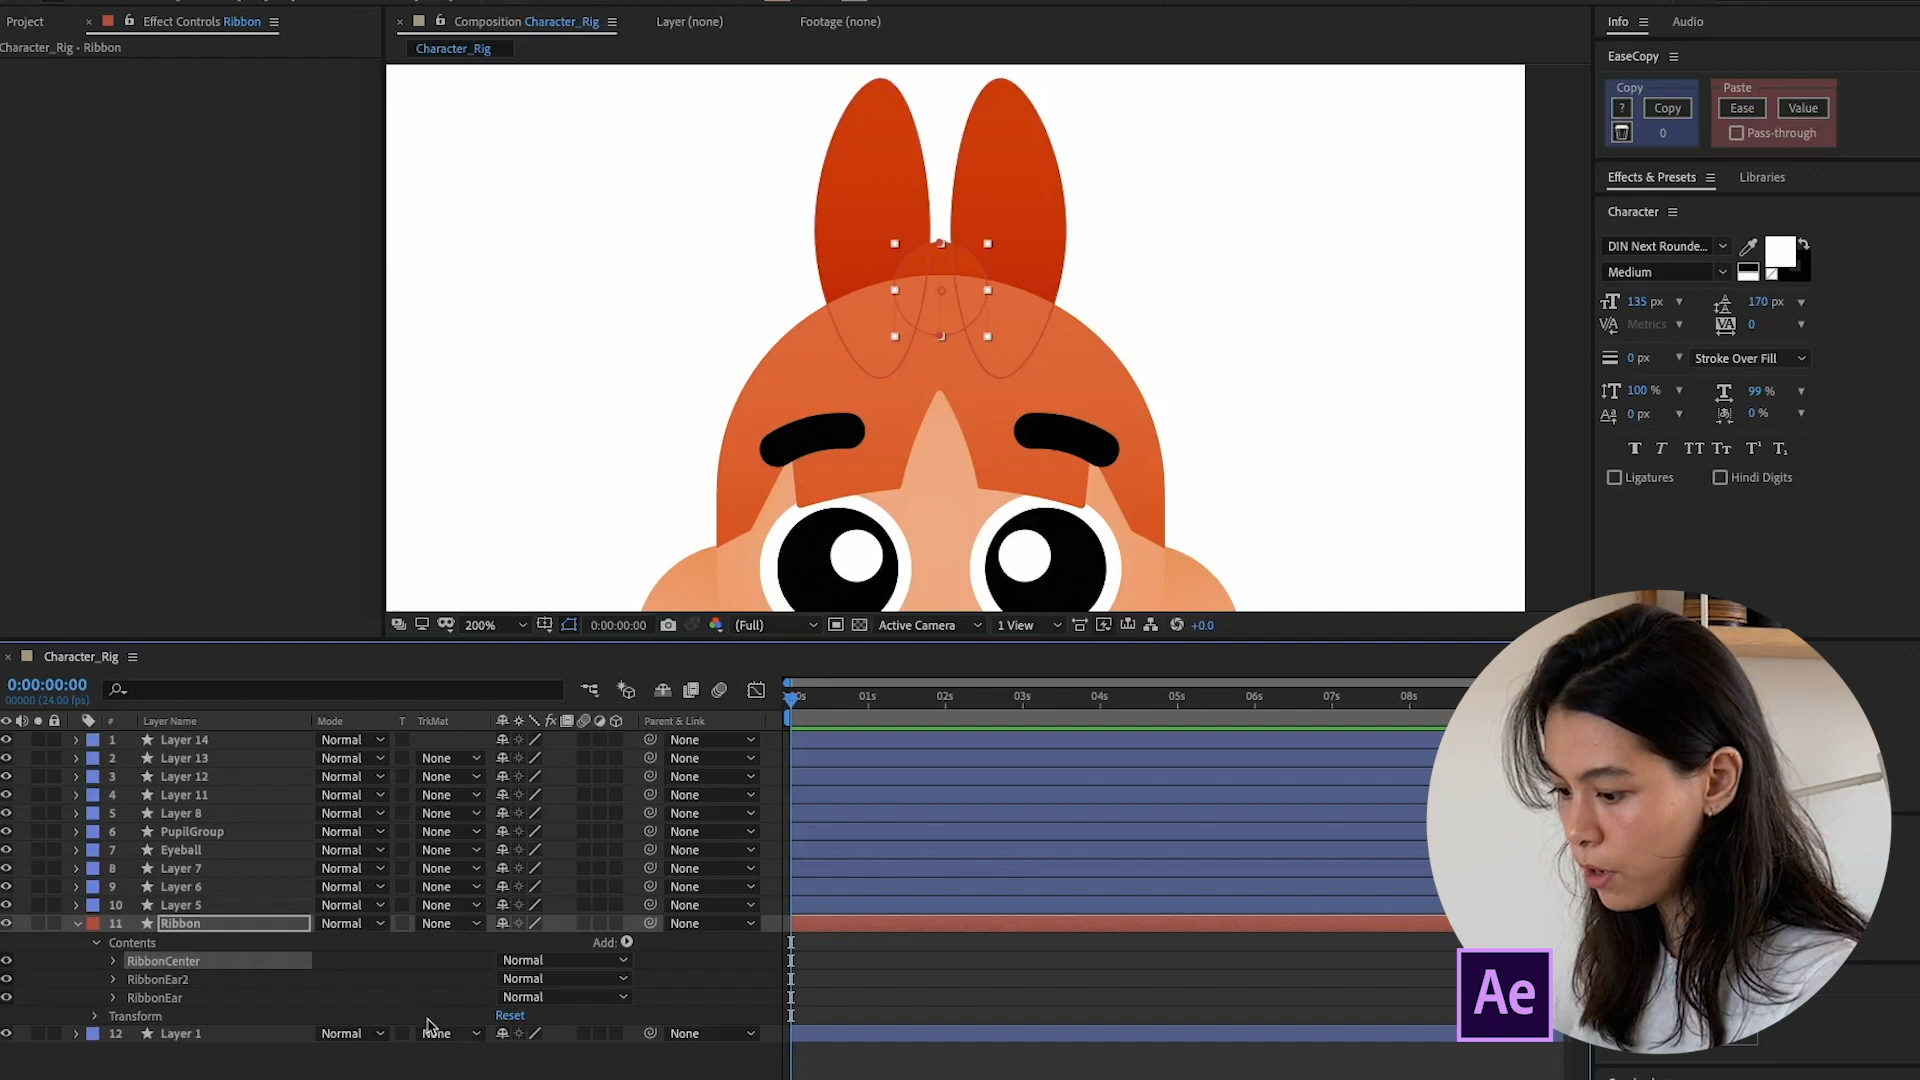 Project
Effect Controls Ribbon
Composition Character_Rig
Layer (none)
Footage (none)
Info
Audio
Character_Rig • Ribbon
Character_Rig
EaseCopy
Copy
Paste
? Copy
Ease
Value
0
Pass-through
Effects & Presets
Libraries
Character
DIN Next Rounde...
Medium
135 px
170 px
Metrics
0
0 px
Stroke Over Fill
100 %
99 %
0 px
0 %
T T TT Tт T¹ T₁
Ligatures
Hindi Digits
200%
0:00:00:00
(Full)
Active Camera
1 View
+0.0
Character_Rig
0:00:00:00
00000 (24.00 fps)
01s 02s 03s 04s 05s 06s 07s 08s
# Layer Name Mode T TrkMat Parent & Link
1 Layer 14 Normal None
2 Layer 13 Normal None None
3 Layer 12 Normal None None
4 Layer 11 Normal None None
5 Layer 8 Normal None None
6 PupilGroup Normal None None
7 Eyeball Normal None None
8 Layer 7 Normal None None
9 Layer 6 Normal None None
10 Layer 5 Normal None None
11 Ribbon Normal None None
Contents Add:
RibbonCenter Normal
RibbonEar2 Normal
RibbonEar Normal
Transform Reset
12 Layer 1 Normal None None
Ae